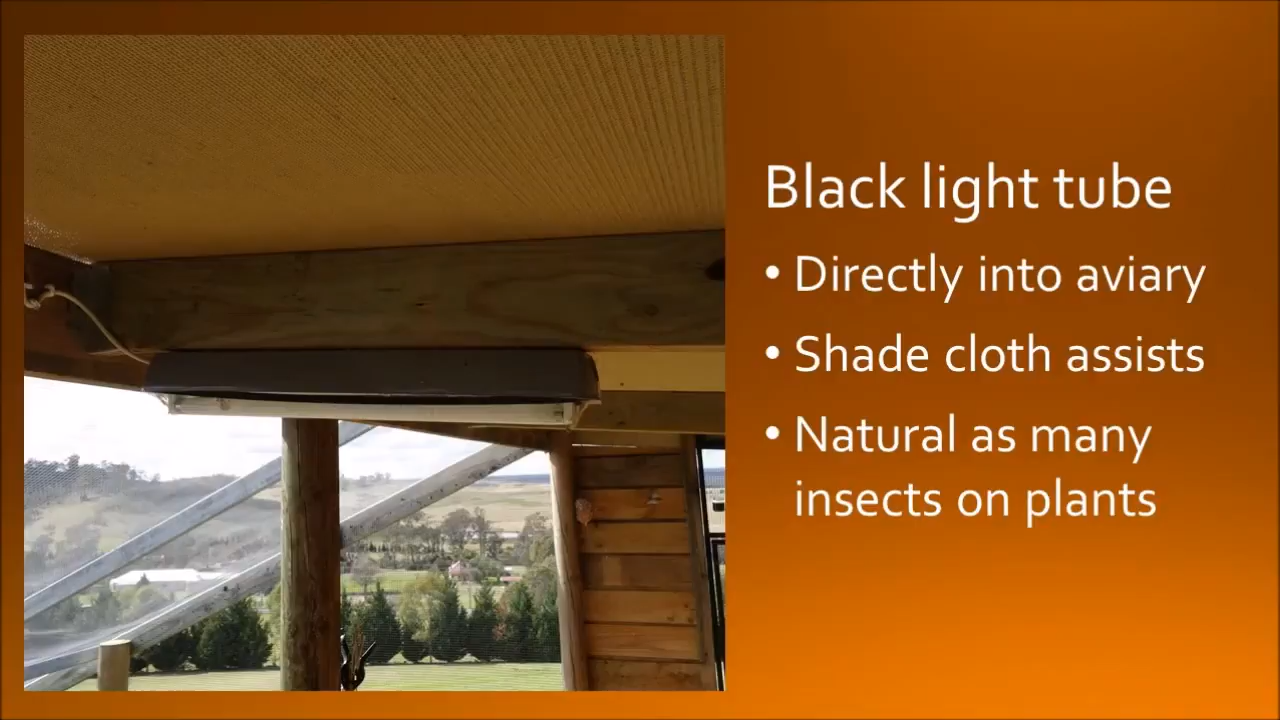 Black light tube
• Directly into aviary
• Shade cloth assists
• Natural as many
insects on plants